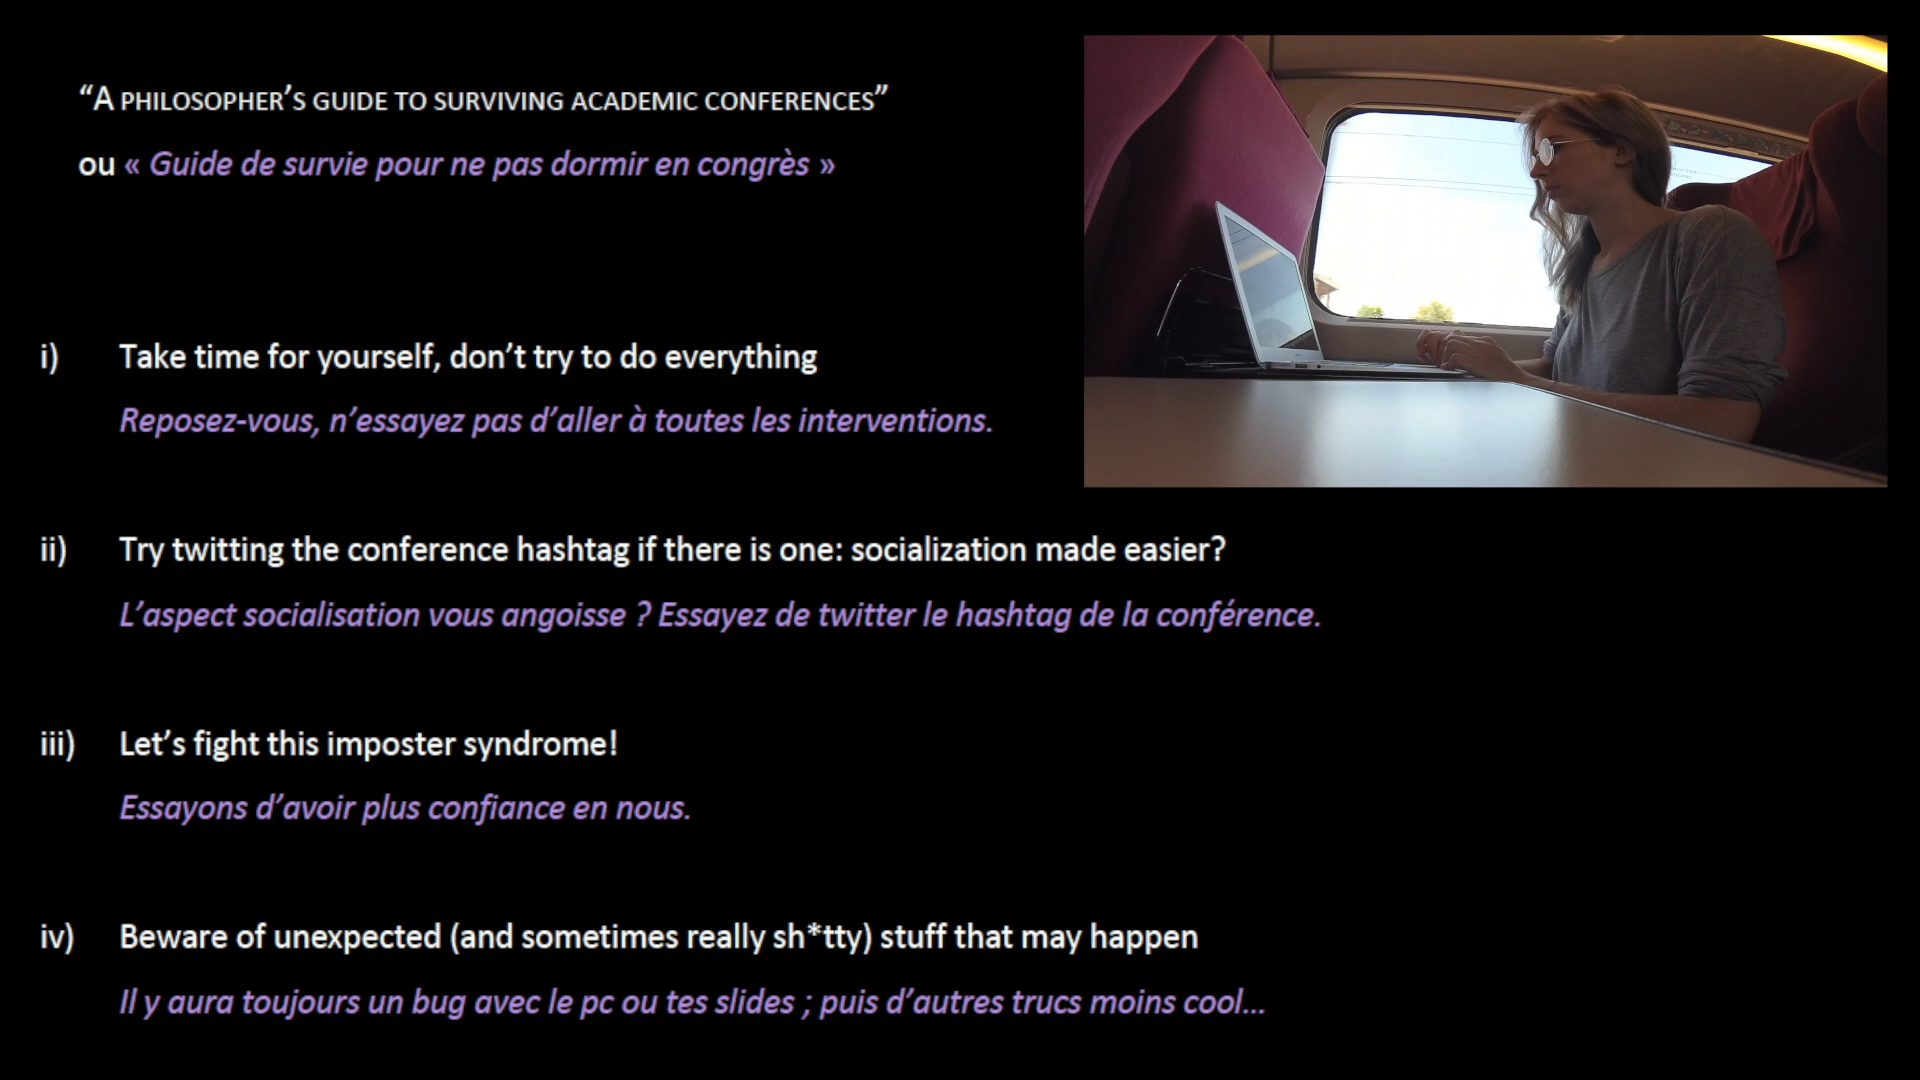 “A PHILOSOPHER’S GUIDE TO SURVIVING ACADEMIC CONFERENCES”
ou « Guide de survie pour ne pas dormir en congrès »
i) Take time for yourself, don’t try to do everything
Reposez-vous, n’essayez pas d’aller à toutes les interventions.
ii) Try twitting the conference hashtag if there is one: socialization made easier?
L’aspect socialisation vous angoisse ? Essayez de twitter le hashtag de la conférence.
iii) Let’s fight this imposter syndrome!
Essayons d’avoir plus confiance en nous.
iv) Beware of unexpected (and sometimes really sh*tty) stuff that may happen
Il y aura toujours un bug avec le pc ou tes slides ; puis d’autres trucs moins cool...